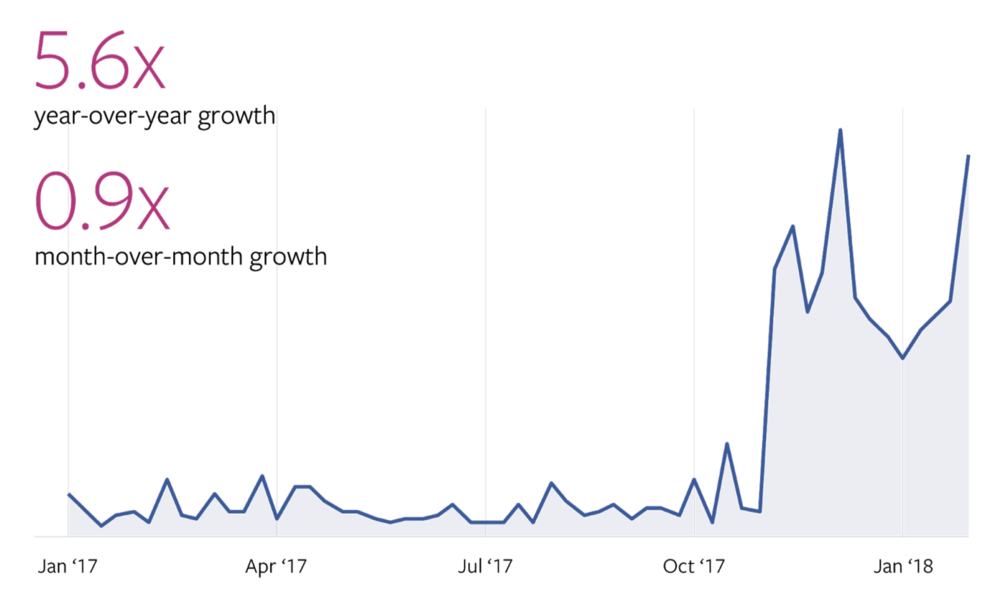 5.6x
year-over-year growth
0.9x
month-over-month growth
Jan ‘17
Apr ‘17
Jul ‘17
Oct ‘17
Jan ‘18